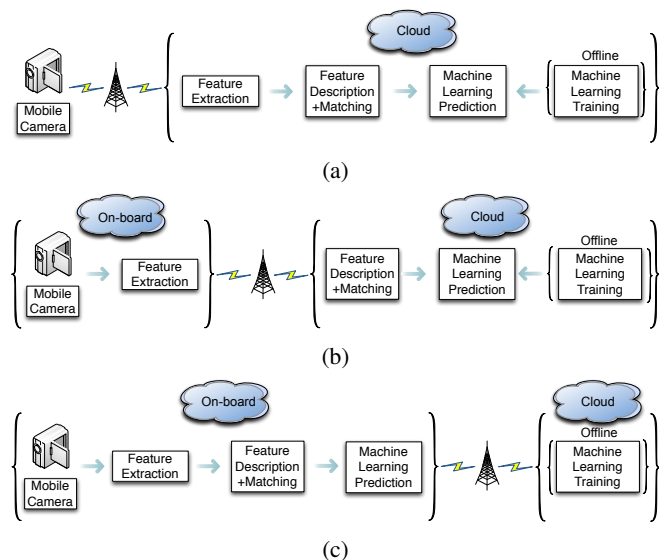 Cloud
Offline
Feature
Extraction
Feature
Description
+Matching
Machine
Learning
Prediction
Machine
Learning
Training
Mobile
Camera
(a)
On-board
Cloud
Offline
Mobile
Camera
Feature
Extraction
Feature
Description
+Matching
Machine
Learning
Prediction
Machine
Learning
Training
(b)
On-board
Cloud
Offline
Mobile
Camera
Feature
Extraction
Feature
Description
+Matching
Machine
Learning
Prediction
Machine
Learning
Training
(c)